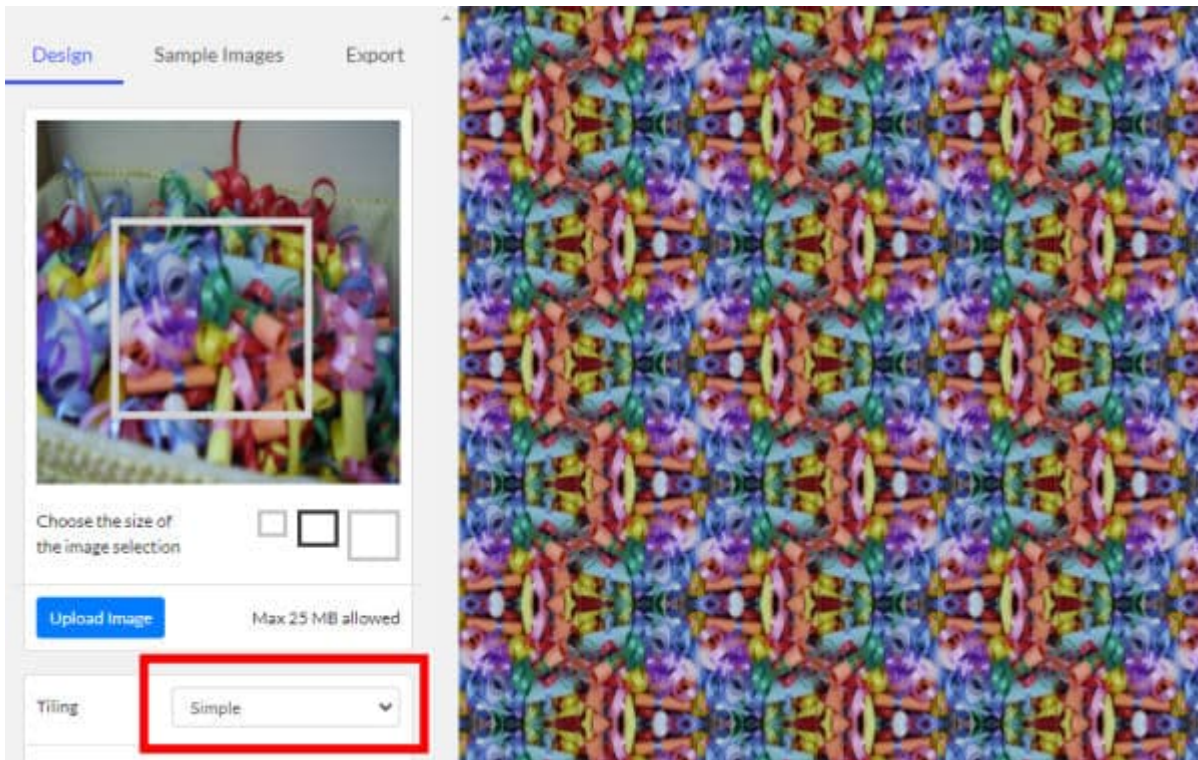 Design Sample Images Export
Choose the size of
the image selection
Upload Image Max 25 MB allowed
Tiling Simple